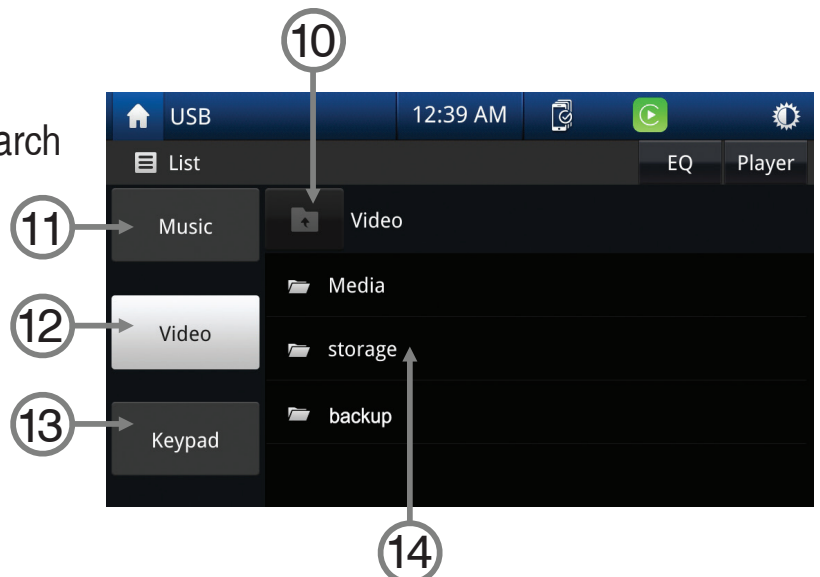 10
USB 12:39 AM
arch
List EQ Player
11 Music Video
Media
12 Video storage
13 Keypad backup
14